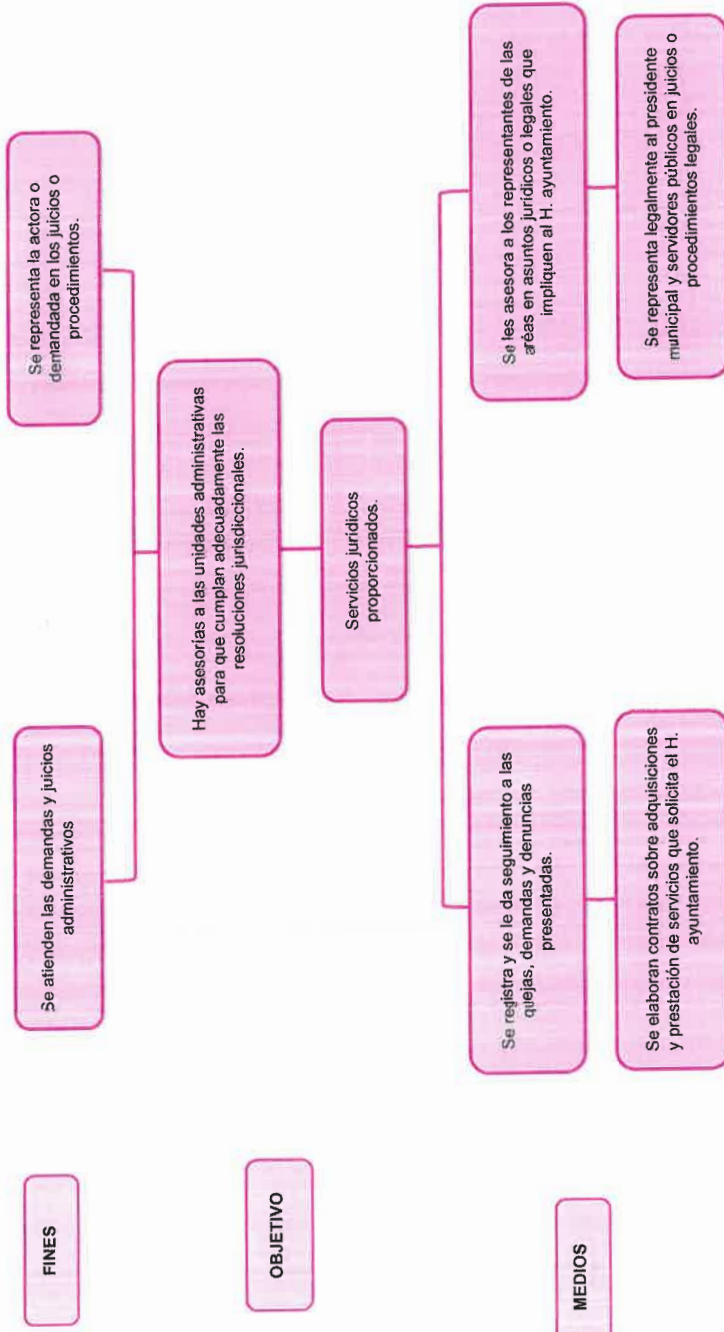 FINES
Se atienden las demandas y juicios
administrativos
Se representa la actora o
demandada en los juicios o
procedimientos.
OBJETIVO
Hay asesorías a las unidades administrativas
para que cumplan adecuadamente las
resoluciones jurisdiccionales.
Servicios jurídicos
proporcionados.
MEDIOS
Se registra y se le da seguimiento a las
quejas, demandas y denuncias
presentadas.
Se les asesora a los representantes de las
aréas en asuntos jurídicos o legales que
impliquen al H. ayuntamiento.
Se elaboran contratos sobre adquisiciones
y prestación de servicios que solicita el H.
ayuntamiento.
Se representa legalmente al presidente
municipal y servidores públicos en juicios o
procedimientos legales.